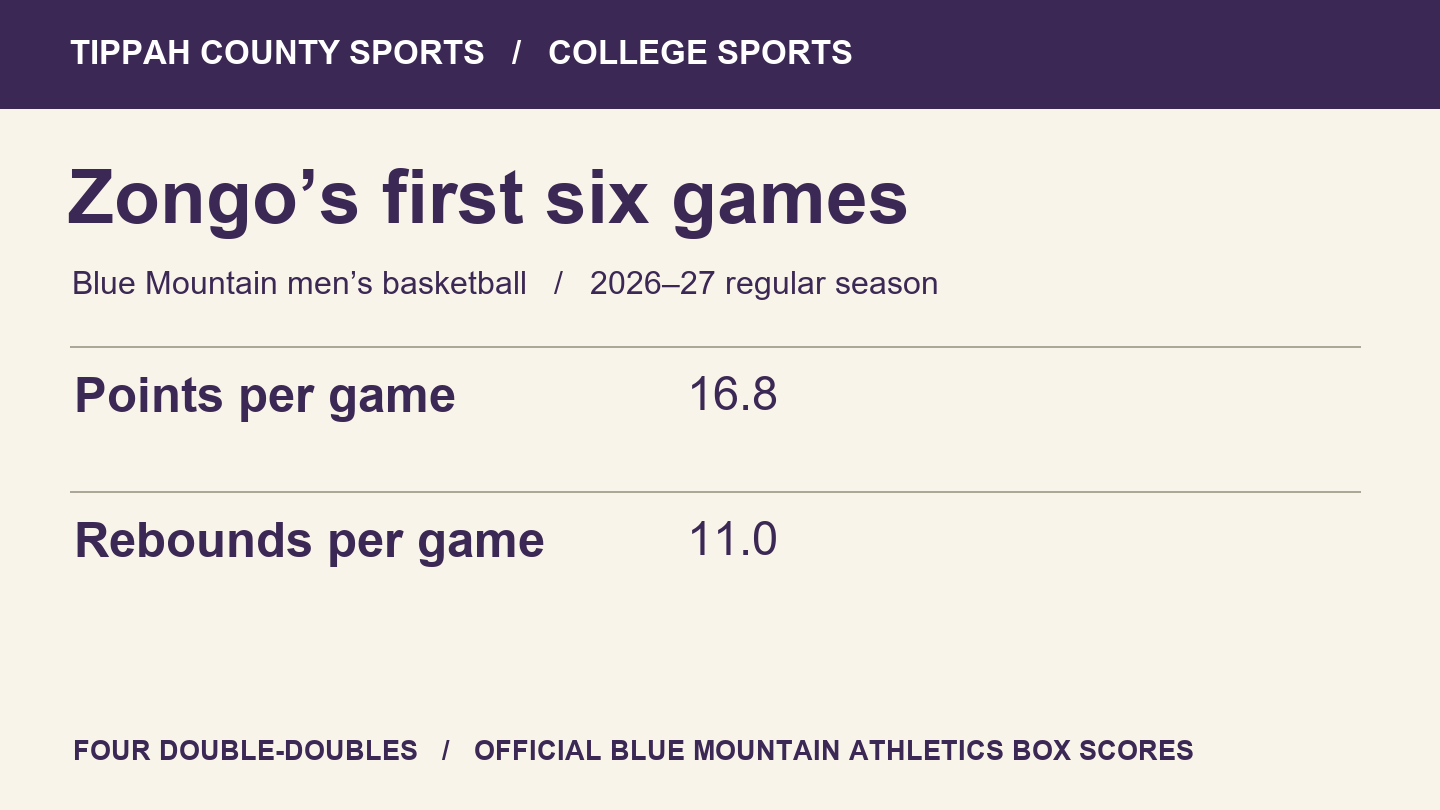 TIPPAH COUNTY SPORTS / COLLEGE SPORTS
Zongo’s first six games
Blue Mountain men’s basketball / 2026–27 regular season
Points per game 16.8
Rebounds per game 11.0
FOUR DOUBLE-DOUBLES / OFFICIAL BLUE MOUNTAIN ATHLETICS BOX SCORES